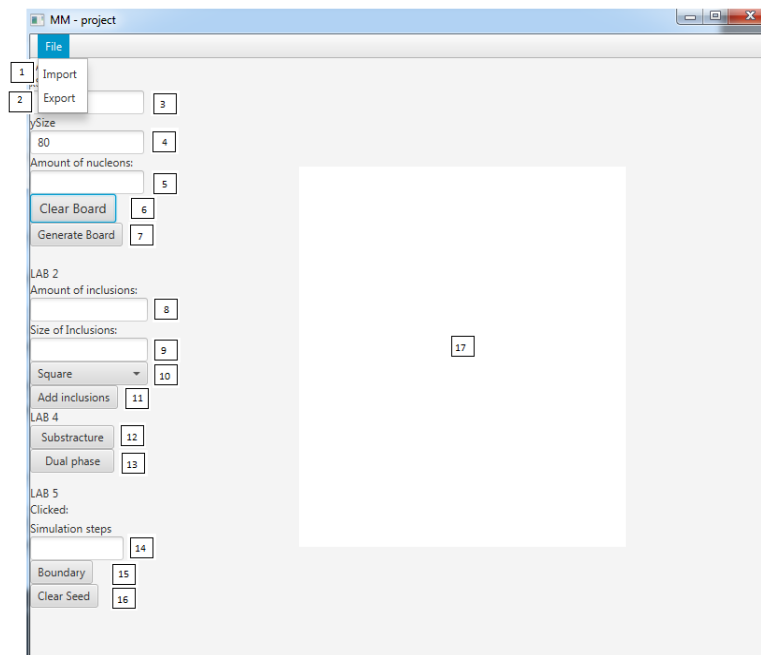 MM - project
File
1 Import
2 Export
3
ySize
80 4
Amount of nucleons:
5
Clear Board 6
Generate Board 7
LAB 2
Amount of inclusions:
8
Size of Inclusions:
9
Square 10
Add inclusions 11
LAB 4
Substracture 12
Dual phase 13
LAB 5
Clicked:
Simulation steps
14
Boundary 15
Clear Seed 16
17